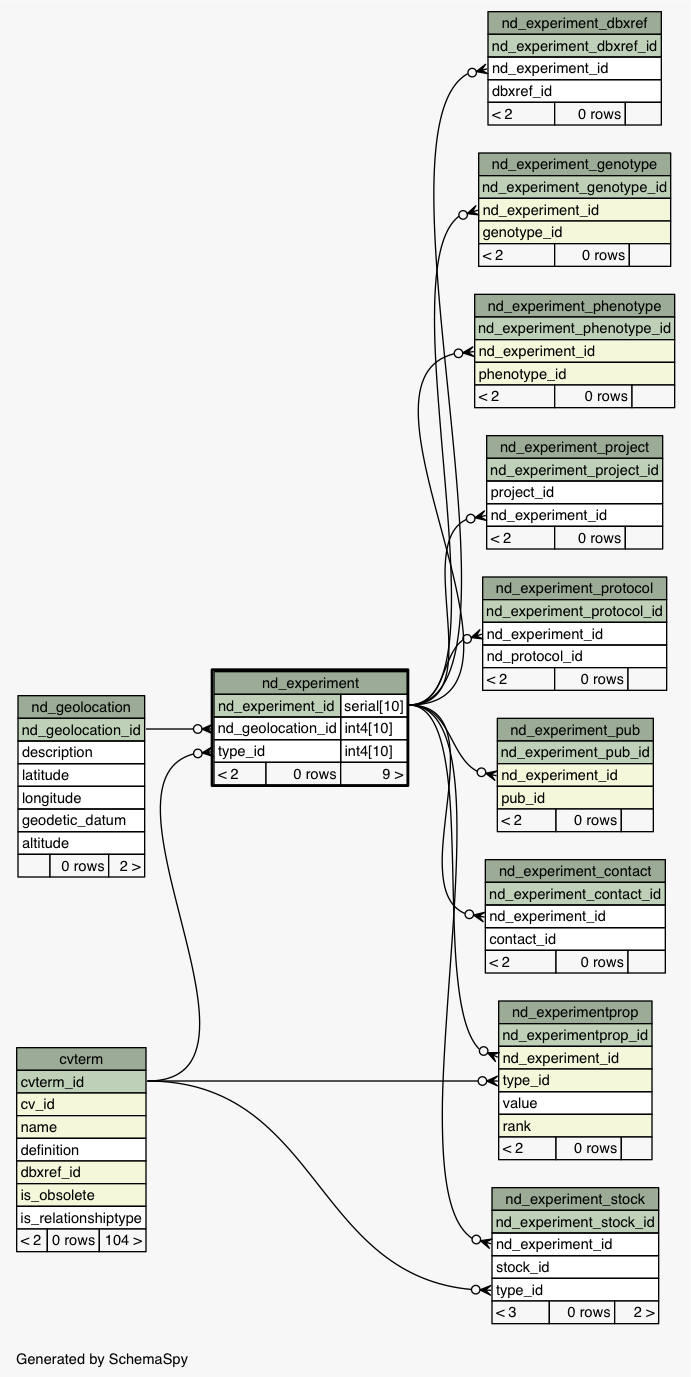 nd_experiment_dbxref
nd_experiment_dbxref_id
nd_experiment_id
dbxref_id
< 2 0 rows
nd_experiment_genotype
nd_experiment_genotype_id
nd_experiment_id
genotype_id
< 2 0 rows
nd_experiment_phenotype
nd_experiment_phenotype_id
nd_experiment_id
phenotype_id
< 2 0 rows
nd_experiment_project
nd_experiment_project_id
project_id
nd_experiment_id
< 2 0 rows
nd_experiment_protocol
nd_experiment_protocol_id
nd_experiment_id
nd_protocol_id
< 2 0 rows
nd_experiment
nd_experiment_id serial[10]
nd_geolocation_id int4[10]
type_id int4[10]
< 2 0 rows 9 >
nd_geolocation
nd_geolocation_id
description
latitude
longitude
geodetic_datum
altitude
0 rows 2 >
nd_experiment_pub
nd_experiment_pub_id
nd_experiment_id
pub_id
< 2 0 rows
nd_experiment_contact
nd_experiment_contact_id
nd_experiment_id
contact_id
< 2 0 rows
nd_experimentprop
nd_experimentprop_id
nd_experiment_id
type_id
value
rank
< 2 0 rows
cvterm
cvterm_id
cv_id
name
definition
dbxref_id
is_obsolete
is_relationshiptype
< 2 0 rows 104 >
nd_experiment_stock
nd_experiment_stock_id
nd_experiment_id
stock_id
type_id
< 3 0 rows 2 >
Generated by SchemaSpy